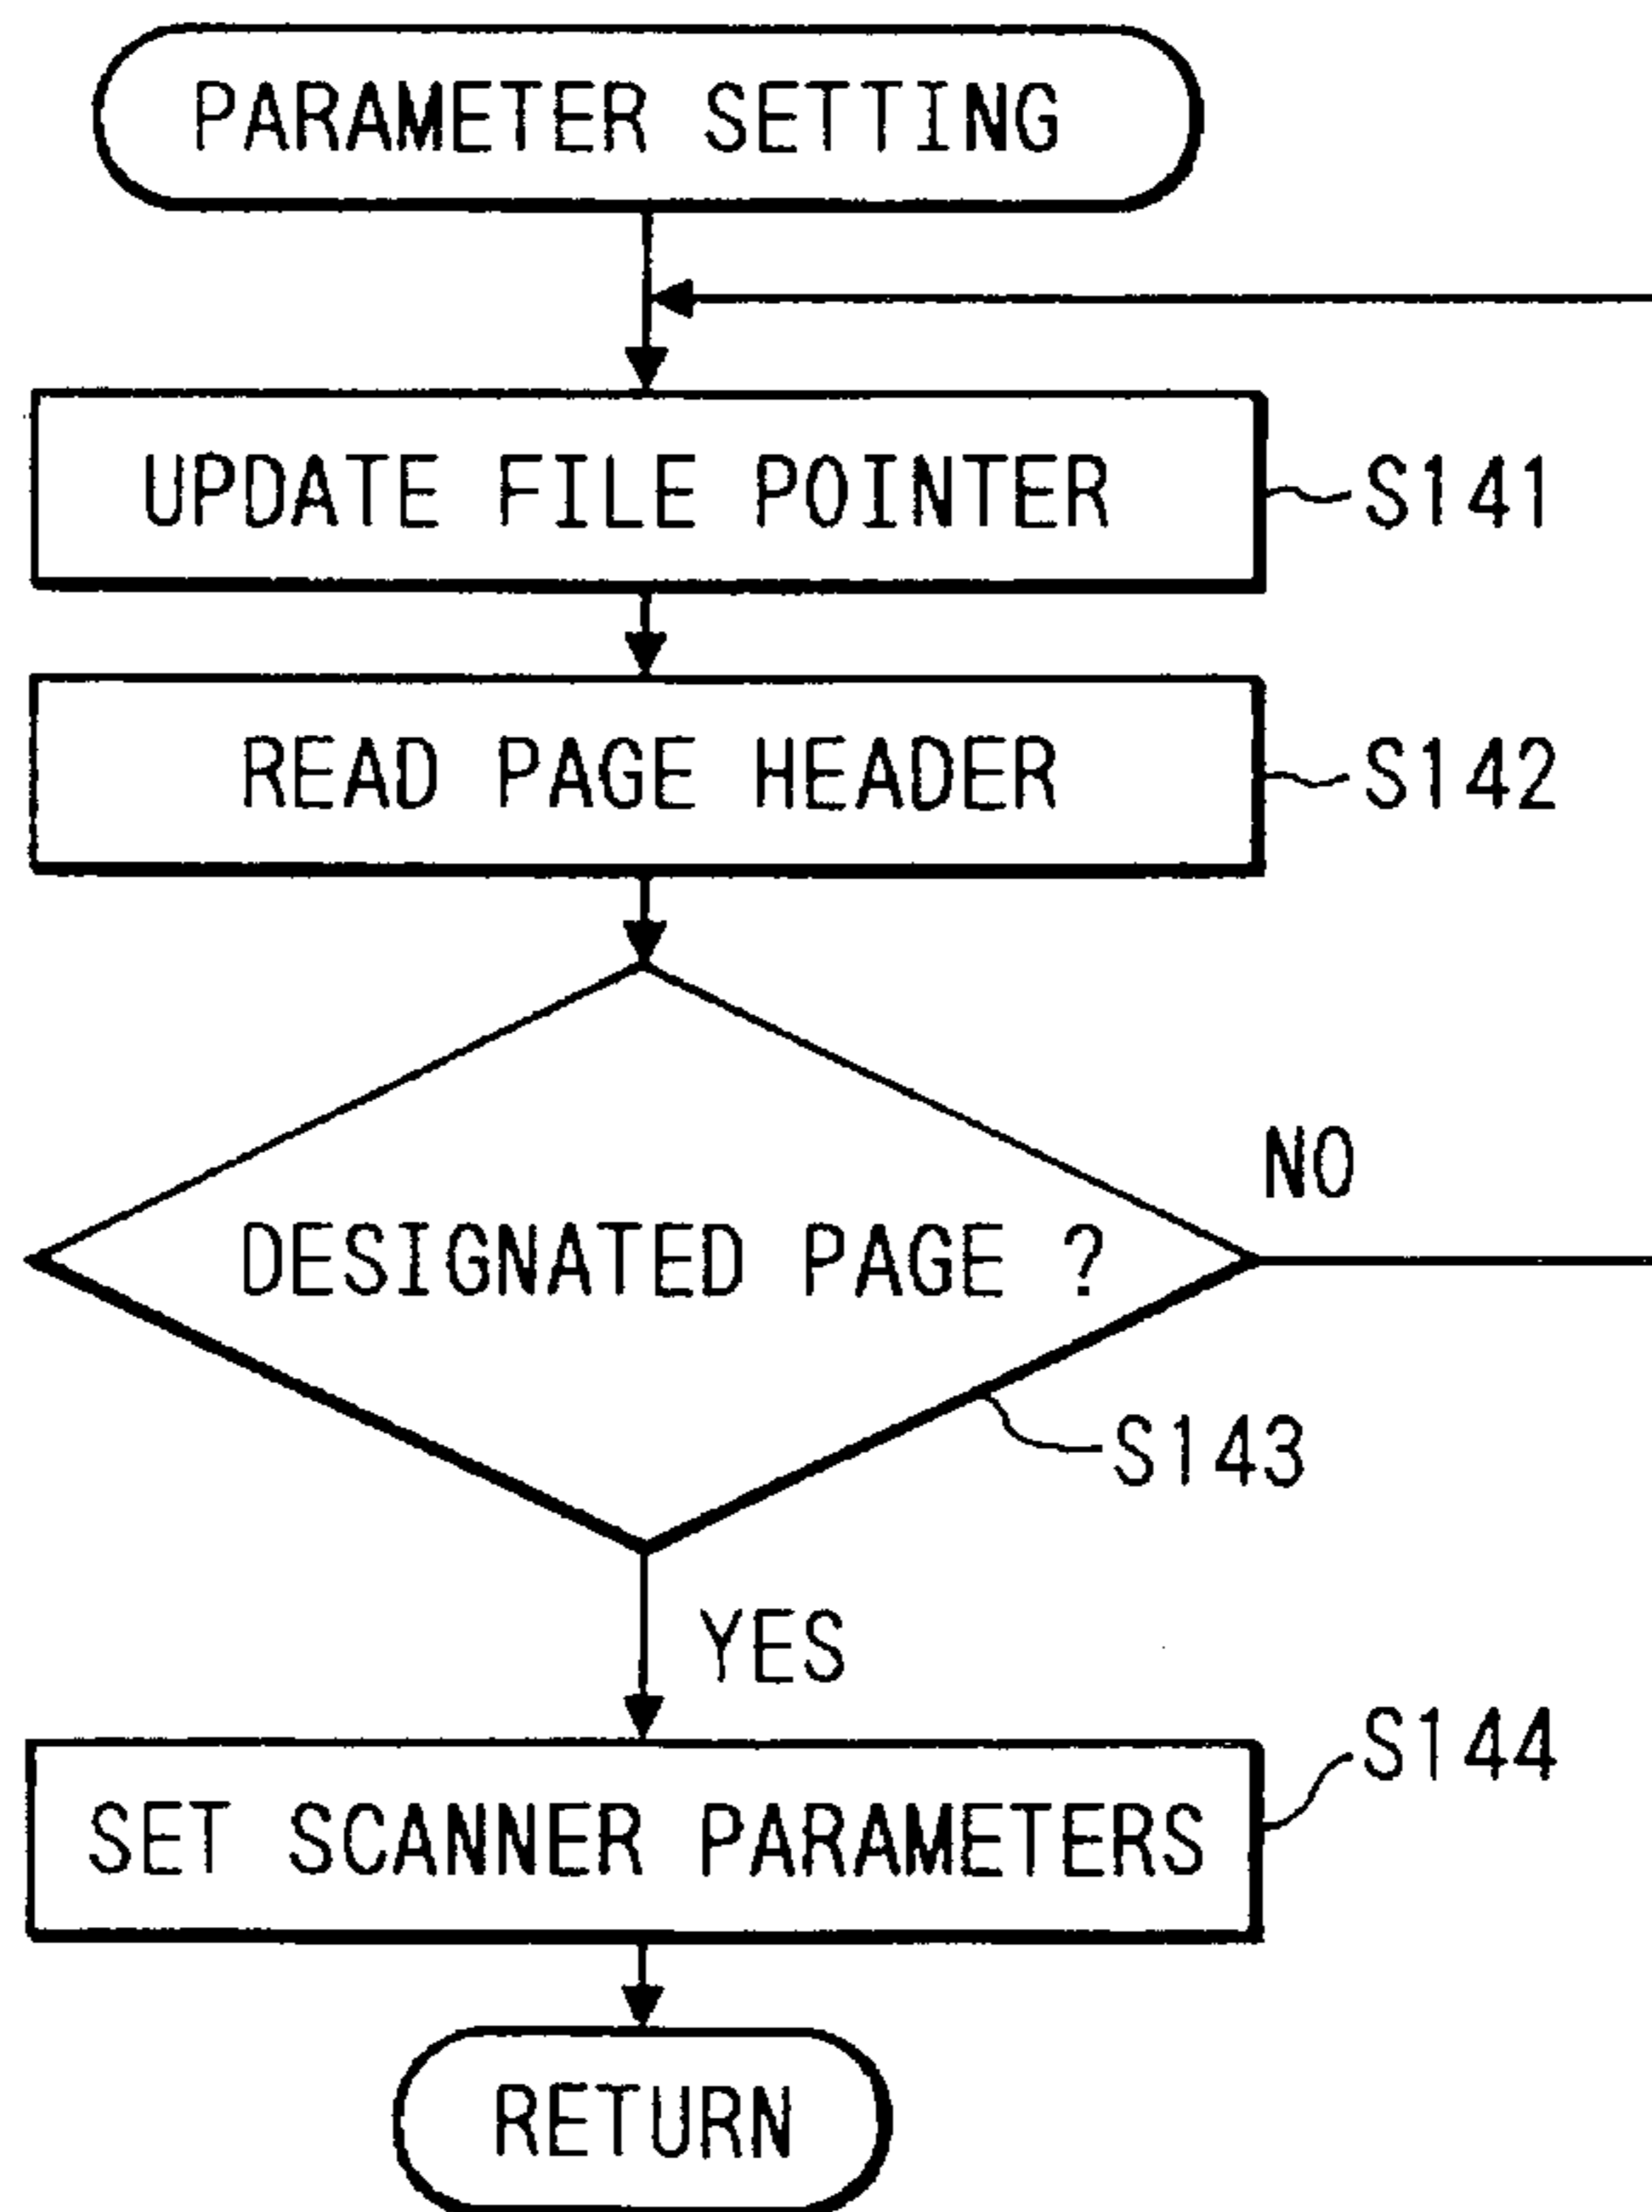 PARAMETER SETTING
UPDATE FILE POINTER
S141
READ PAGE HEADER
S142
NO
DESIGNATED PAGE ?
S143
YES
S144
SET SCANNER PARAMETERS
RETURN